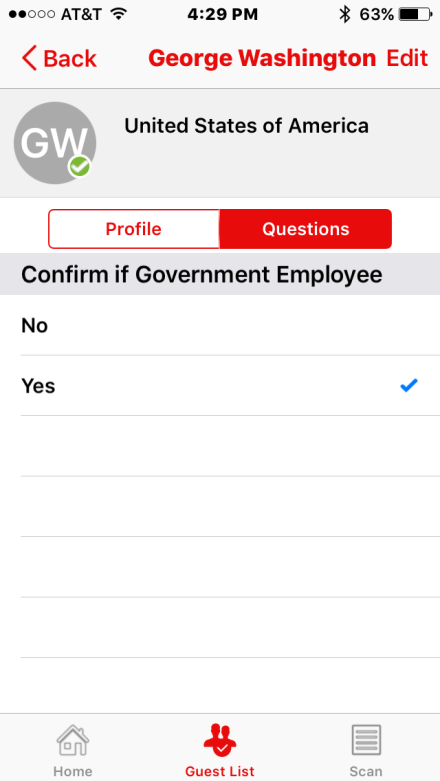 AT&T 4:29 PM 63%
Back George Washington Edit
GW United States of America
Profile Questions
Confirm if Government Employee
No
Yes
Home Guest List Scan